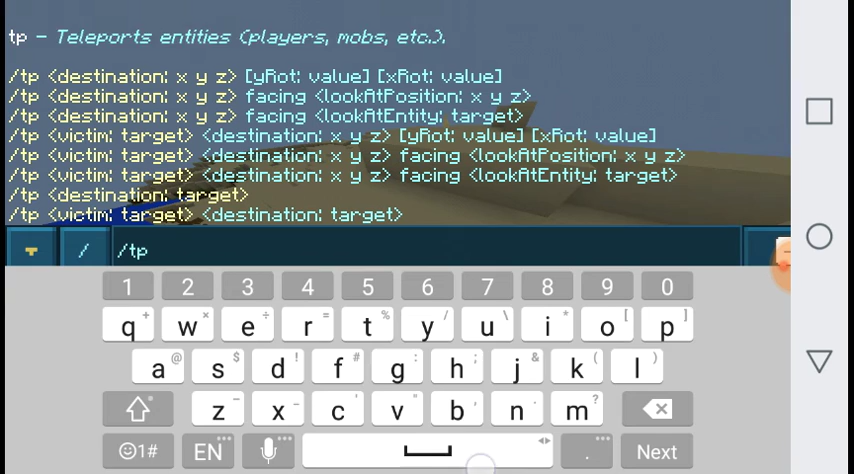 tp - Teleports entities (players, mobs, etc.).
/tp <destination: x y z> [yRot: value] [xRot: value]
/tp <destination: x y z> facing <lookAtPosition: x y z>
/tp <destination: x y z> facing <lookAtEntity: target>
/tp <victim: target> <destination: x y z> [yRot: value] [xRot: value]
/tp <victim: target> <destination: x y z> facing <lookAtPosition: x y z>
/tp <victim: target> <destination: x y z> facing <lookAtEntity: target>
/tp <destination: target>
/tp <victim: target> <destination: target>
/ /tp
1 2 3 4 5 6 7 8 9 0
q + w × e ÷ r = t % y / u \ i * o [ p ]
a @ s $ d ! f # g : h ; j & k ( l )
z - x _ c ' v " b , n . m ?
1# EN . Next